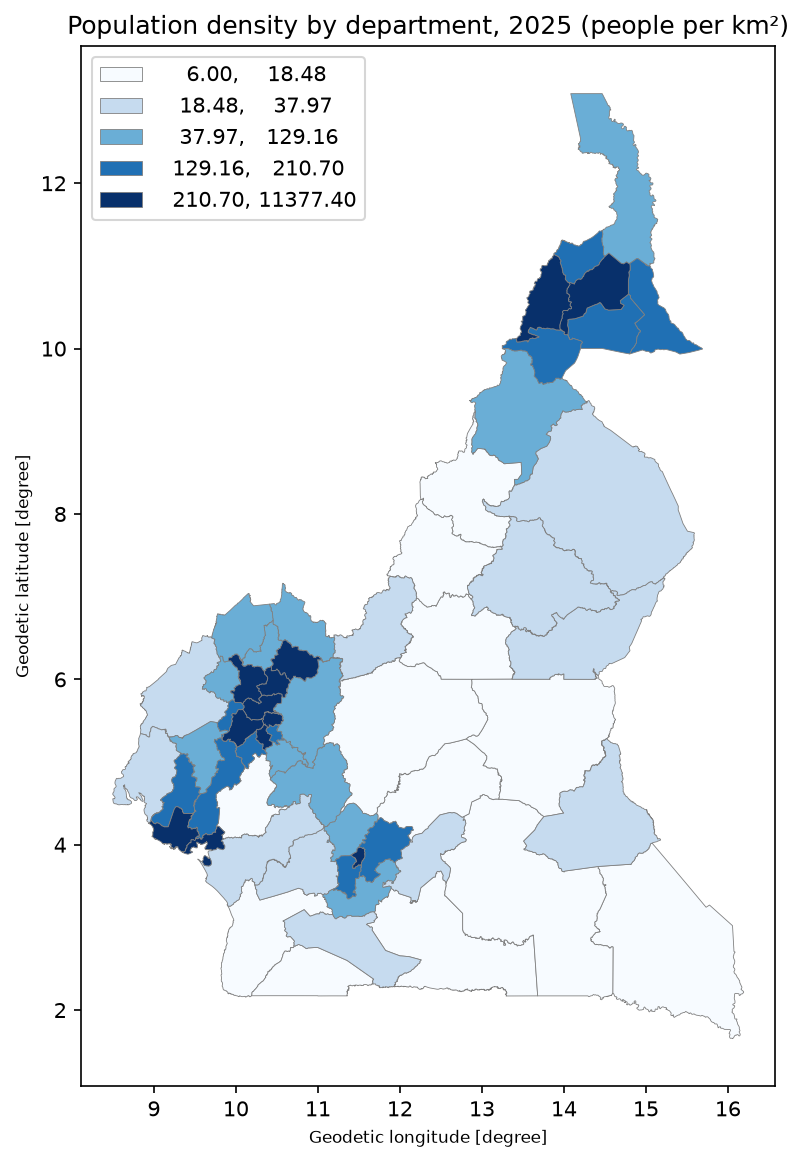 Population density by department, 2025 (people per km²)
6.00, 18.48
18.48, 37.97
37.97, 129.16
129.16, 210.70
210.70, 11377.40
12
10
8
6
4
2
Geodetic latitude [degree]
9 10 11 12 13 14 15 16
Geodetic longitude [degree]